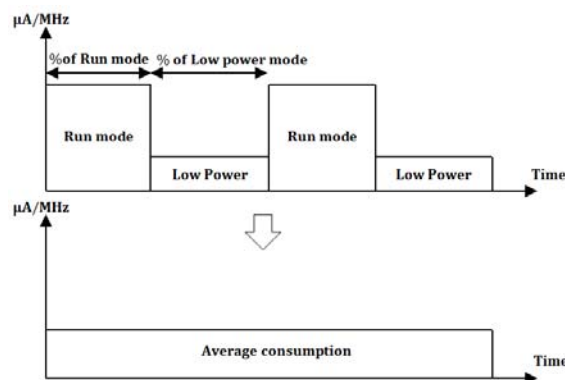 µA/MHz
%of Run mode
% of Low power mode
Run mode
Low Power
Run mode
Low Power
Time
µA/MHz
Average consumption
Time